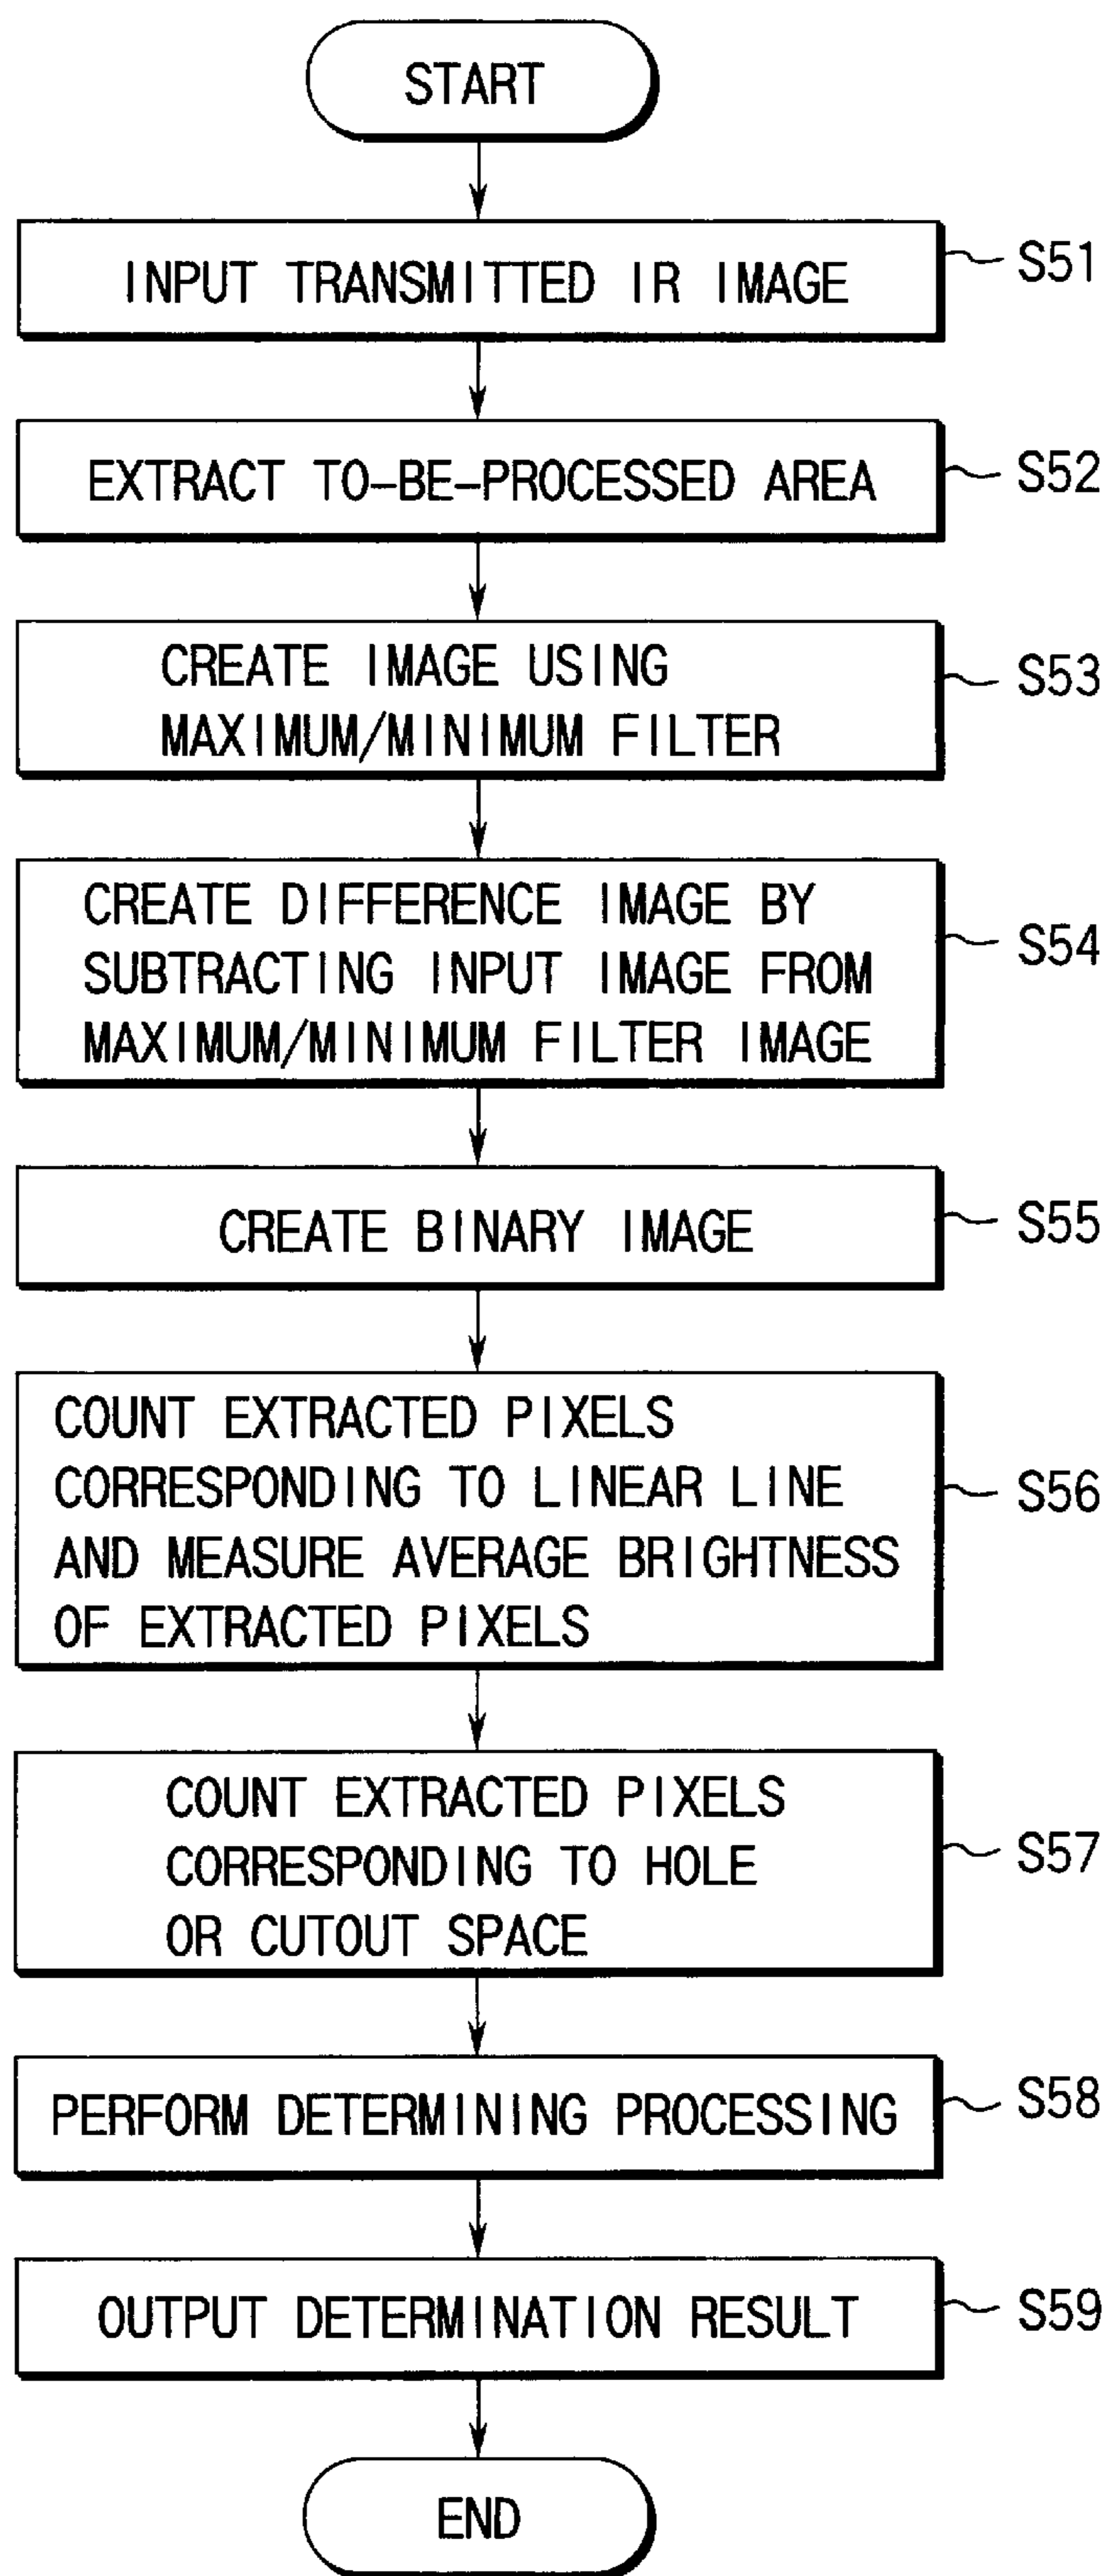 START
INPUT TRANSMITTED IR IMAGE
S51
EXTRACT TO-BE-PROCESSED AREA
S52
CREATE IMAGE USING
MAXIMUM/MINIMUM FILTER
S53
CREATE DIFFERENCE IMAGE BY
SUBTRACTING INPUT IMAGE FROM
MAXIMUM/MINIMUM FILTER IMAGE
S54
CREATE BINARY IMAGE
S55
COUNT EXTRACTED PIXELS
CORRESPONDING TO LINEAR LINE
AND MEASURE AVERAGE BRIGHTNESS
OF EXTRACTED PIXELS
S56
COUNT EXTRACTED PIXELS
CORRESPONDING TO HOLE
OR CUTOUT SPACE
S57
PERFORM DETERMINING PROCESSING
S58
OUTPUT DETERMINATION RESULT
S59
END